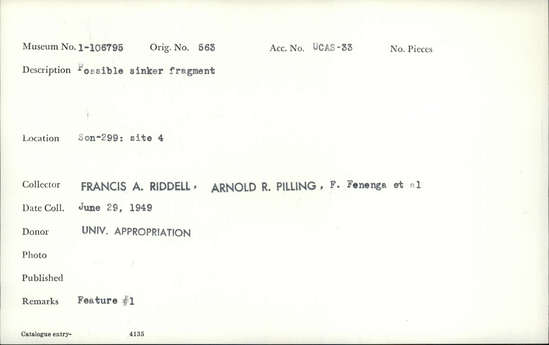 Museum No. 1-106795 Orig. No. 563 Acc. No. UCAS-33 No. Pieces
Description Possible sinker fragment
Location Son-299: site 4
Collector FRANCIS A. RIDDELL, ARNOLD R. PILLING, F. Fenenga et al
Date Coll. June 29, 1949
Donor UNIV. APPROPRIATION
Photo
Published
Remarks Feature #1
Catalogue entry- 4135